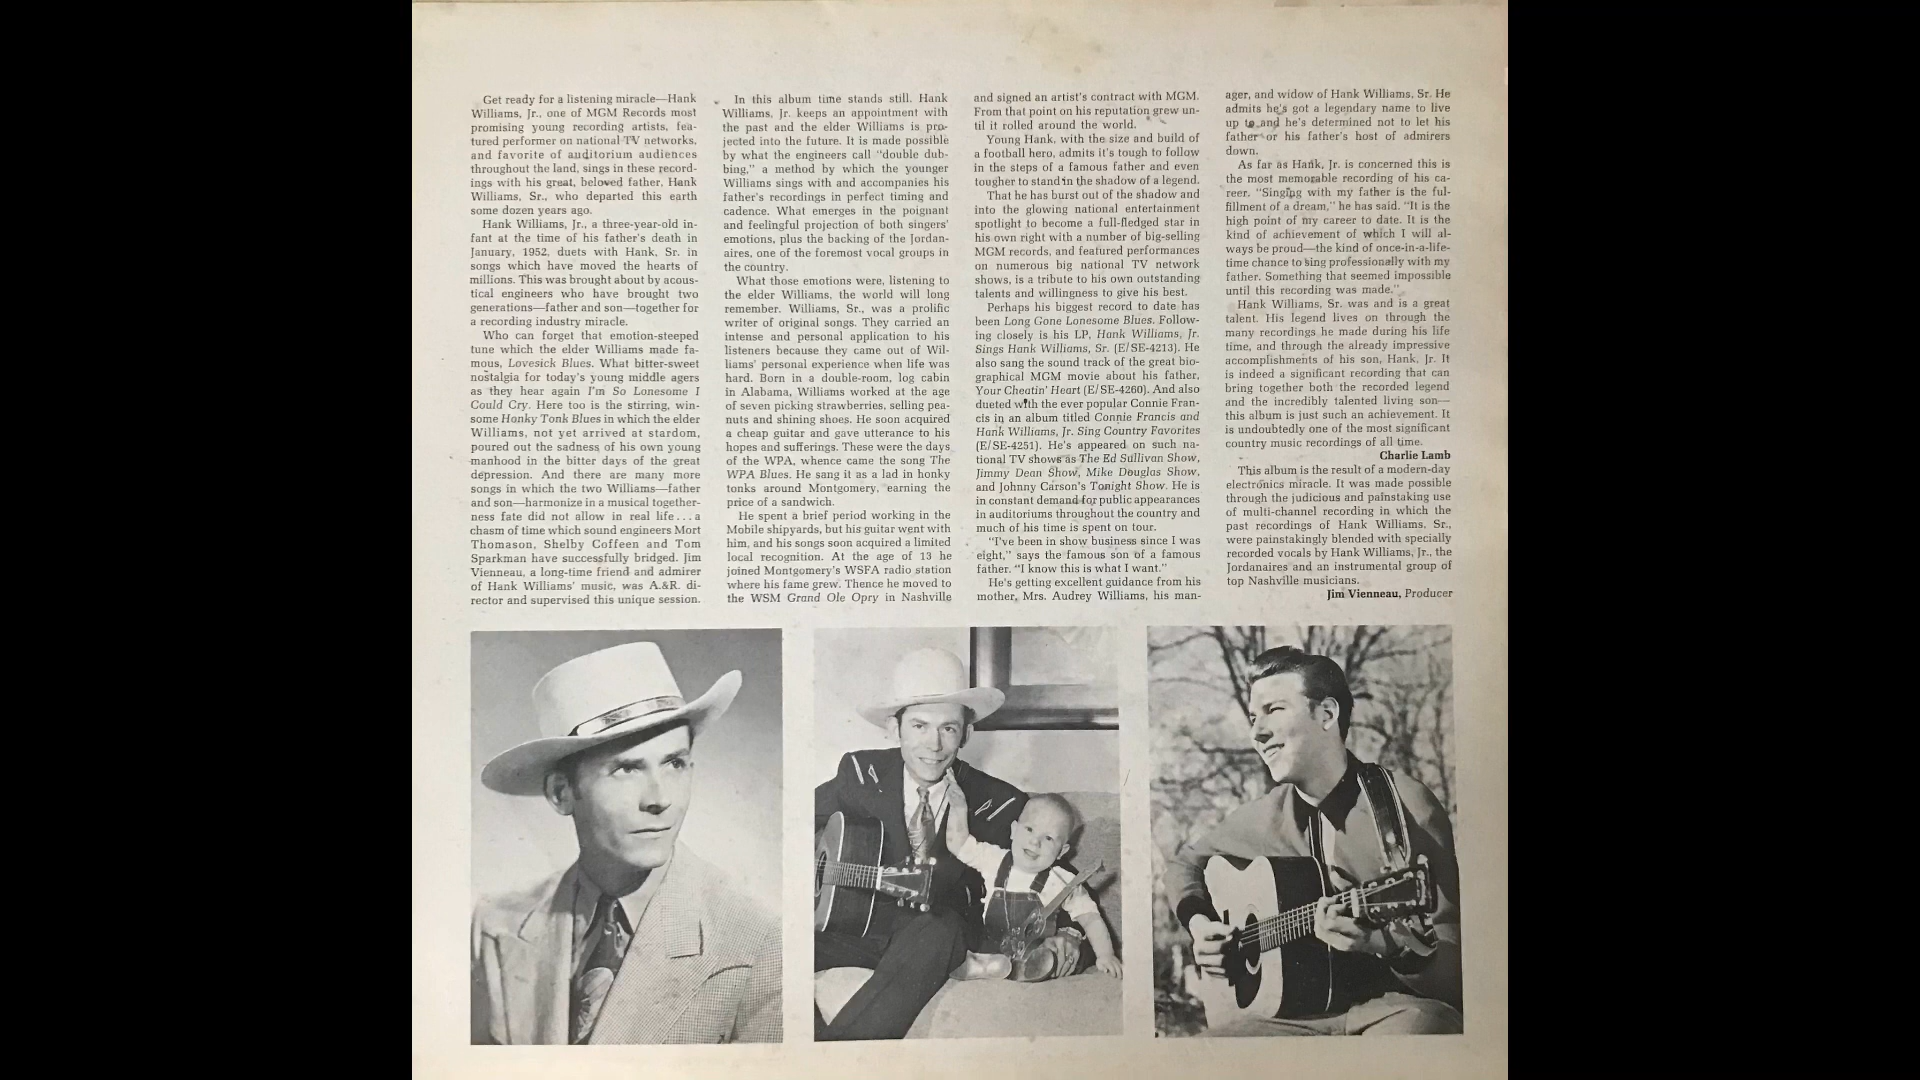 Get ready for a listening miracle—Hank
Williams, Jr., one of MGM Records most
promising young recording artists, fea-
tured performer on national TV networks,
and favorite of auditorium audiences
throughout the land, sings in these record-
ings with his great, beloved father, Hank
Williams, Sr., who departed this earth
some dozen years ago.
Hank Williams, Jr., a three-year-old in-
fant at the time of his father's death in
January, 1952, duets with Hank, Sr. in
songs which have moved the hearts of
millions. This was brought about by acous-
tical engineers who have brought two
generations—father and son—together for
a recording industry miracle.
Who can forget that emotion-steeped
tune which the elder Williams made fa-
mous, Lovesick Blues. What bitter-sweet
nostalgia for today's young middle agers
as they hear again I'm So Lonesome I
Could Cry. Here too is the stirring, win-
some Honky Tonk Blues in which the elder
Williams, not yet arrived at stardom,
poured out the sadness of his own young
manhood in the bitter days of the great
depression. And there are many more
songs in which the two Williams—father
and son—harmonize in a musical together-
ness fate did not allow in real life...a
chasm of time which sound engineers Mort
Thomason, Shelby Coffeen and Tom
Sparkman have successfully bridged. Jim
Vienneau, a long-time friend and admirer
of Hank Williams' music, was A.&R. di-
rector and supervised this unique session.
In this album time stands still. Hank
Williams, Jr. keeps an appointment with
the past and the elder Williams is pro-
jected into the future. It is made possible
by what the engineers call "double dub-
bing," a method by which the younger
Williams sings with and accompanies his
father's recordings in perfect timing and
cadence. What emerges in the poignant
and feelingful projection of both singers'
emotions, plus the backing of the Jordan-
aires, one of the foremost vocal groups in
the country.
What those emotions were, listening to
the elder Williams, the world will long
remember. Williams, Sr., was a prolific
writer of original songs. They carried an
intense and personal application to his
listeners because they came out of Wil-
liams' personal experience when life was
hard. Born in a double-room, log cabin
in Alabama, Williams worked at the age
of seven picking strawberries, selling pea-
nuts and shining shoes. He soon acquired
a cheap guitar and gave utterance to his
hopes and sufferings. These were the days
of the WPA, whence came the song The
WPA Blues. He sang it as a lad in honky
tonks around Montgomery, earning the
price of a sandwich.
He spent a brief period working in the
Mobile shipyards, but his guitar went with
him, and his songs soon acquired a limited
local recognition. At the age of 13 he
joined Montgomery's WSFA radio station
where his fame grew. Thence he moved to
the WSM Grand Ole Opry in Nashville
and signed an artist's contract with MGM.
From that point on his reputation grew un-
til it rolled around the world.
Young Hank, with the size and build of
a football hero, admits it's tough to follow
in the steps of a famous father and even
tougher to stand in the shadow of a legend.
That he has burst out of the shadow and
into the glowing national entertainment
spotlight to become a full-fledged star in
his own right with a number of big-selling
MGM records, and featured performances
on numerous big national TV network
shows, is a tribute to his own outstanding
talents and willingness to give his best.
Perhaps his biggest record to date has
been Long Gone Lonesome Blues. Follow-
ing closely is his LP, Hank Williams, Jr.
Sings Hank Williams, Sr. (E/SE-4213). He
also sang the sound track of the great bio-
graphical MGM movie about his father,
Your Cheatin' Heart (E/SE-4260). And also
dueted with the ever popular Connie Fran-
cis in an album titled Connie Francis and
Hank Williams, Jr. Sing Country Favorites
(E/SE-4251). He's appeared on such na-
tional TV shows as The Ed Sullivan Show,
Jimmy Dean Show, Mike Douglas Show,
and Johnny Carson's Tonight Show. He is
in constant demand for public appearances
in auditoriums throughout the country and
much of his time is spent on tour.
"I've been in show business since I was
eight," says the famous son of a famous
father. "I know this is what I want."
He's getting excellent guidance from his
mother, Mrs. Audrey Williams, his man-
ager, and widow of Hank Williams, Sr. He
admits he's got a legendary name to live
up to and he's determined not to let his
father or his father's host of admirers
down.
As far as Hank, Jr. is concerned this is
the most memorable recording of his ca-
reer. "Singing with my father is the ful-
fillment of a dream," he has said. "It is the
high point of my career to date. It is the
kind of achievement of which I will al-
ways be proud—the kind of once-in-a-life-
time chance to sing professionally with my
father. Something that seemed impossible
until this recording was made."
Hank Williams, Sr. was and is a great
talent. His legend lives on through the
many recordings he made during his life
time, and through the already impressive
accomplishments of his son, Hank, Jr. It
is indeed a significant recording that can
bring together both the recorded legend
and the incredibly talented living son—
this album is just such an achievement. It
is undoubtedly one of the most significant
country music recordings of all time.
Charlie Lamb
This album is the result of a modern-day
electronics miracle. It was made possible
through the judicious and painstaking use
of multi-channel recording in which the
past recordings of Hank Williams, Sr.,
were painstakingly blended with specially
recorded vocals by Hank Williams, Jr., the
Jordanaires and an instrumental group of
top Nashville musicians.
Jim Vienneau, Producer